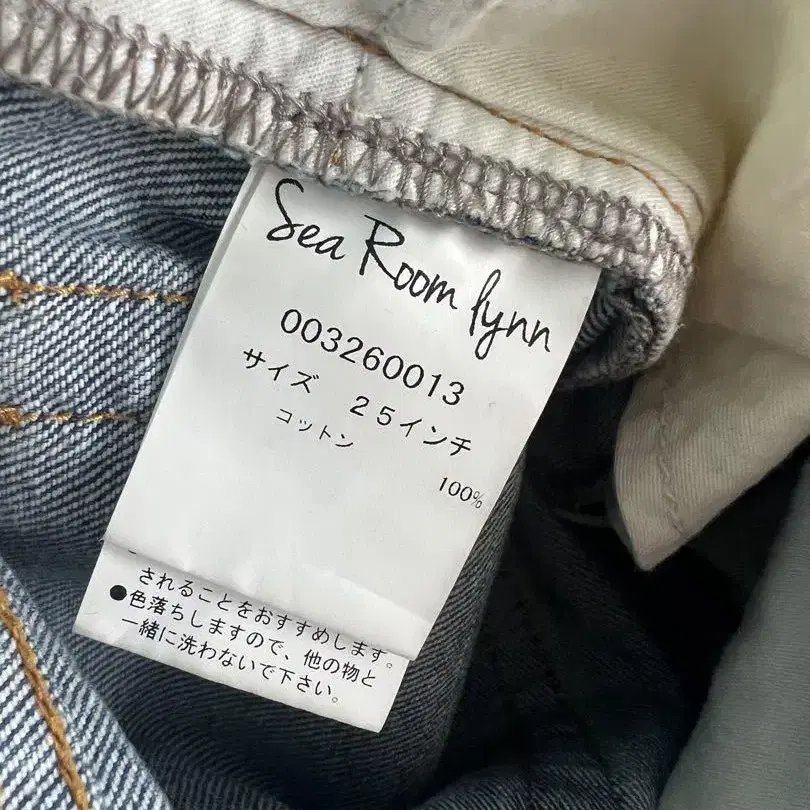 Sea Room lynn
003260013
サイズ　２５インチ
コットン
100%
されることをおすすめします。
●色落ちしますので、他の物と
一緒に洗わないで下さい。